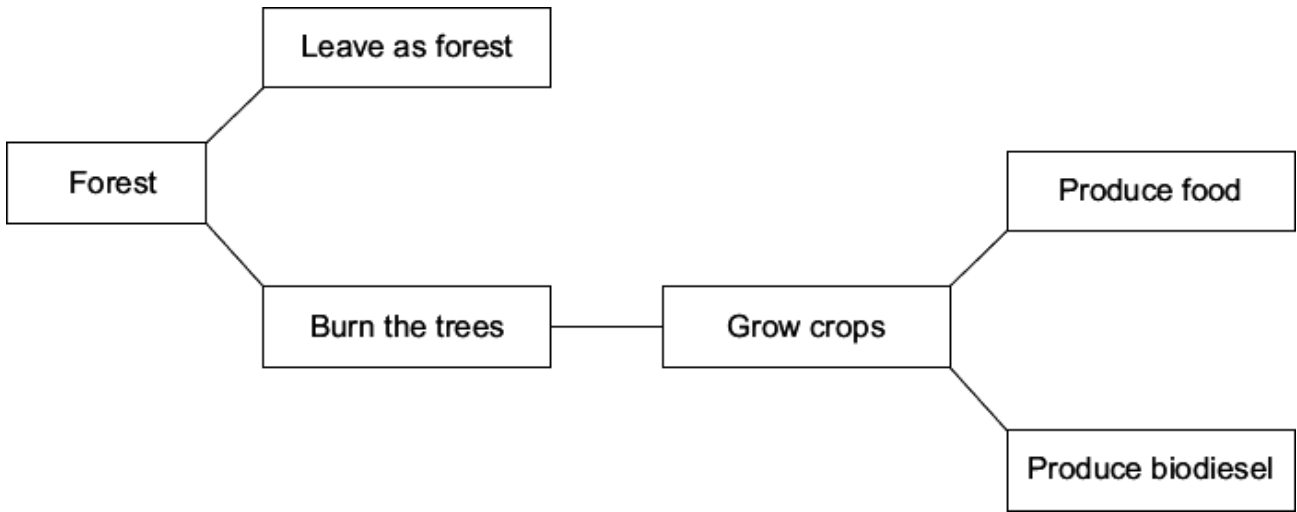 Leave as forest
Forest
Produce food
Burn the trees
Grow crops
Produce biodiesel